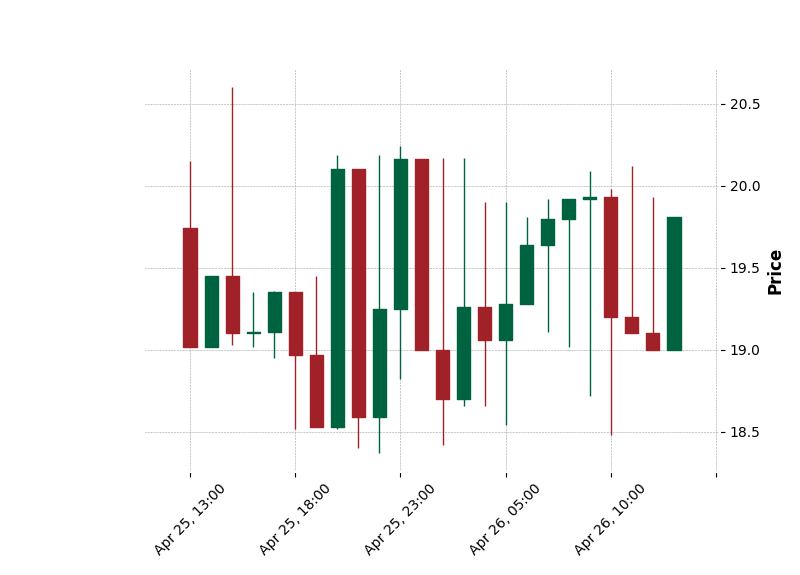 20.5
20.0
19.5
19.0
18.5
Price
Apr 25, 13:00
Apr 25, 18:00
Apr 25, 23:00
Apr 26, 05:00
Apr 26, 10:00